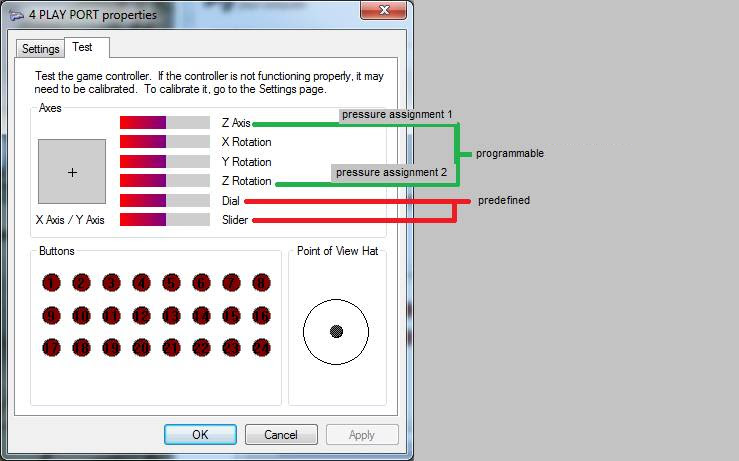 4 PLAY PORT properties
Settings
Test
Test the game controller. If the controller is not functioning properly, it may
need to be calibrated. To calibrate it, go to the Settings page.
Axes
Z Axis
pressure assignment 1
X Rotation
programmable
Y Rotation
pressure assignment 2
Z Rotation
Dial
predefined
X Axis / Y Axis
Slider
Buttons
Point of View Hat
1 2 3 4 5 6 7 8
9 10 11 12 13 14 15 16
17 18 19 20 21 22 23 24
OK
Cancel
Apply